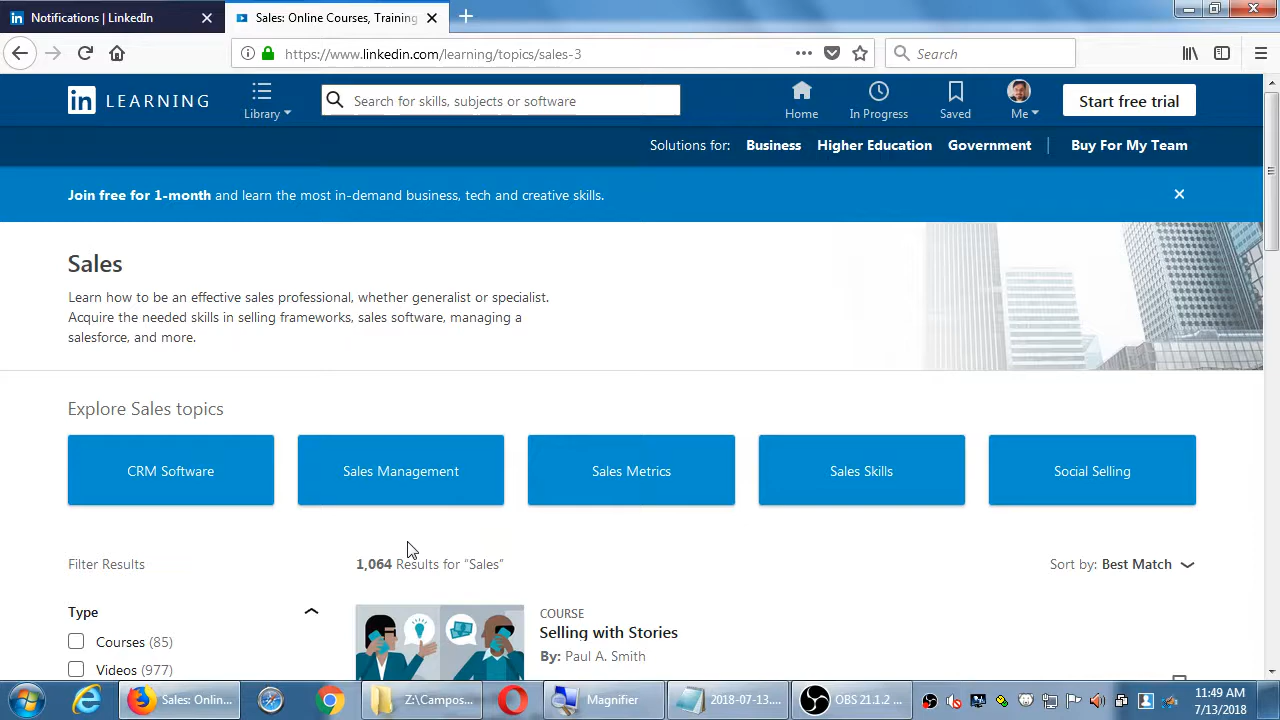 Notifications | LinkedIn
Sales: Online Courses, Training
https://www.linkedin.com/learning/topics/sales-3
Search
in LEARNING
Library
Search for skills, subjects or software
Home
In Progress
Saved
Me
Start free trial
Solutions for: Business Higher Education Government | Buy For My Team
Join free for 1-month and learn the most in-demand business, tech and creative skills.
Sales
Learn how to be an effective sales professional, whether generalist or specialist.
Acquire the needed skills in selling frameworks, sales software, managing a
salesforce, and more.
Explore Sales topics
CRM Software
Sales Management
Sales Metrics
Sales Skills
Social Selling
Filter Results
1,064 Results for "Sales"
Sort by: Best Match
Type
Courses (85)
Videos (977)
COURSE
Selling with Stories
By: Paul A. Smith
Sales: Onlin...
Z:\Campos...
Magnifier
2018-07-13....
OBS 21.1.2 ...
11:49 AM
7/13/2018